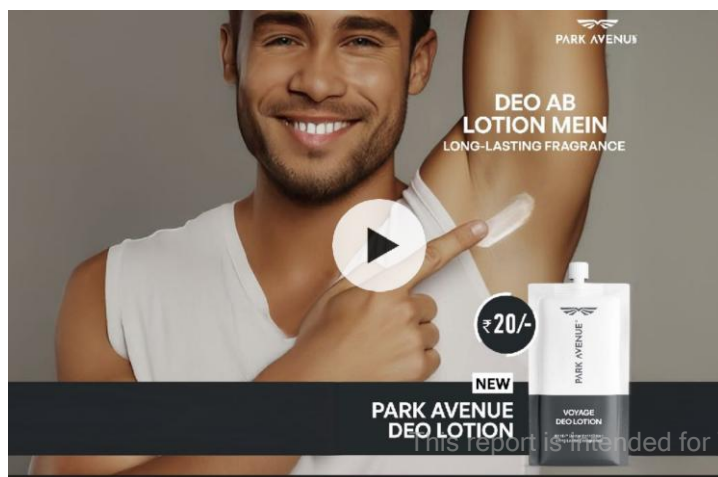 PARK AVENUE
DEO AB
LOTION MEIN
LONG-LASTING FRAGRANCE
₹20/-
NEW
PARK AVENUE
DEO LOTION
PARK AVENUE
VOYAGE
DEO LOTION
This report is intended for